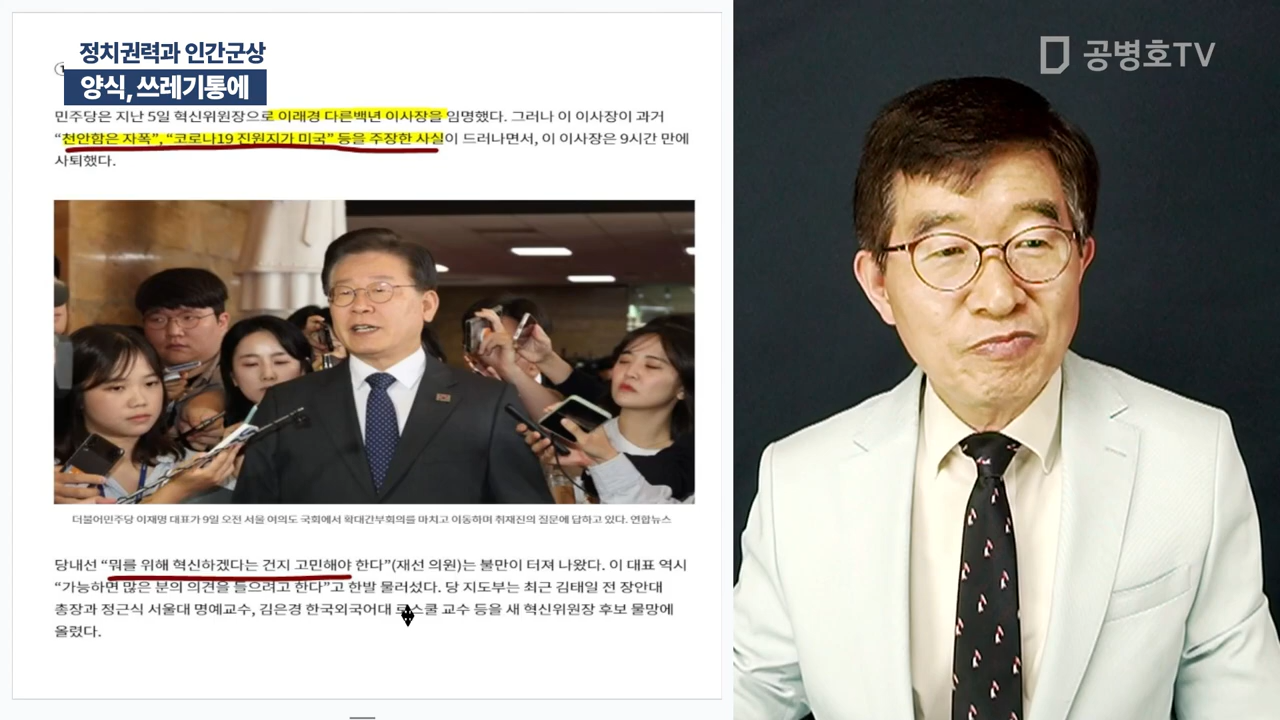 정치권력과 인간군상
양식, 쓰레기통에
공병호TV
민주당은 지난 5일 혁신위원장으로 이래경 다른백년 이사장을 임명했다. 그러나 이 이사장이 과거
“천안함은 자폭”, “코로나19 진원지가 미국” 등을 주장한 사실이 드러나면서, 이 이사장은 9시간 만에
사퇴했다.
더불어민주당 이재명 대표가 9일 오전 서울 여의도 국회에서 확대간부회의를 마치고 이동하며 취재진의 질문에 답하고 있다. 연합뉴스
당내선 “뭐를 위해 혁신하겠다는 건지 고민해야 한다”(재선 의원)는 불만이 터져 나왔다. 이 대표 역시
“가능하면 많은 분의 의견을 들으려고 한다”고 한발 물러섰다. 당 지도부는 최근 김태일 전 장안대
총장과 정근식 서울대 명예교수, 김은경 한국외국어대 로스쿨 교수 등을 새 혁신위원장 후보 물망에
올렸다.